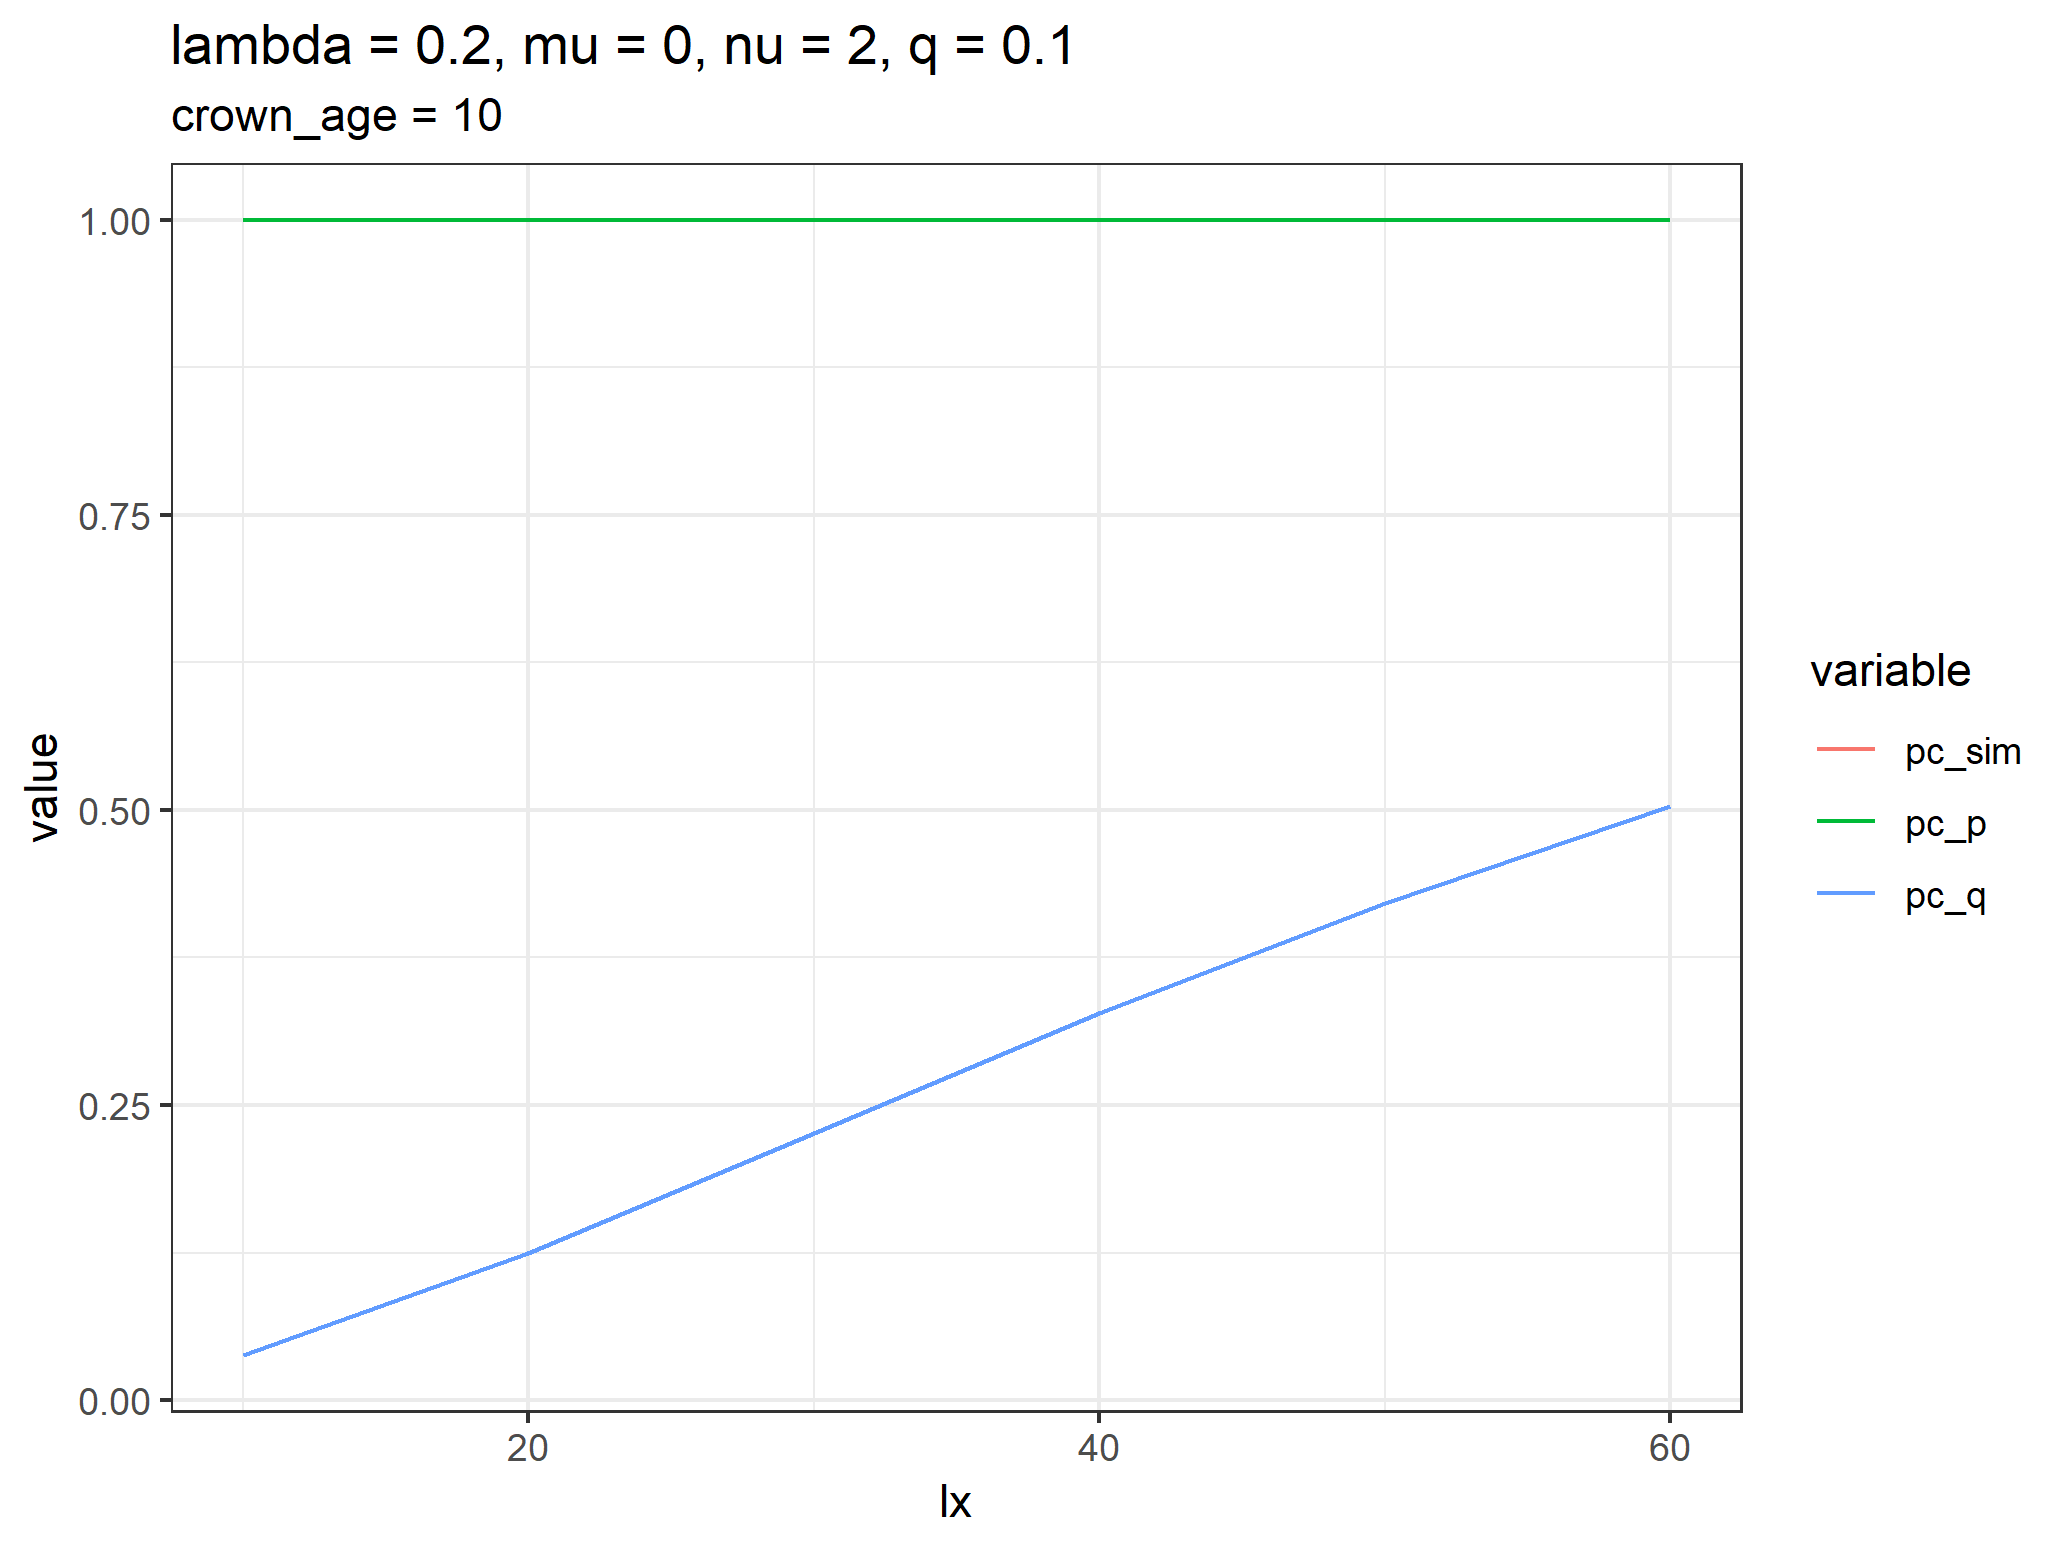 lambda = 0.2, mu = 0, nu = 2, q = 0.1
crown_age = 10
1.00
0.75
0.50
0.25
0.00
value
20
40
60
lx
variable
pc_sim
pc_p
pc_q